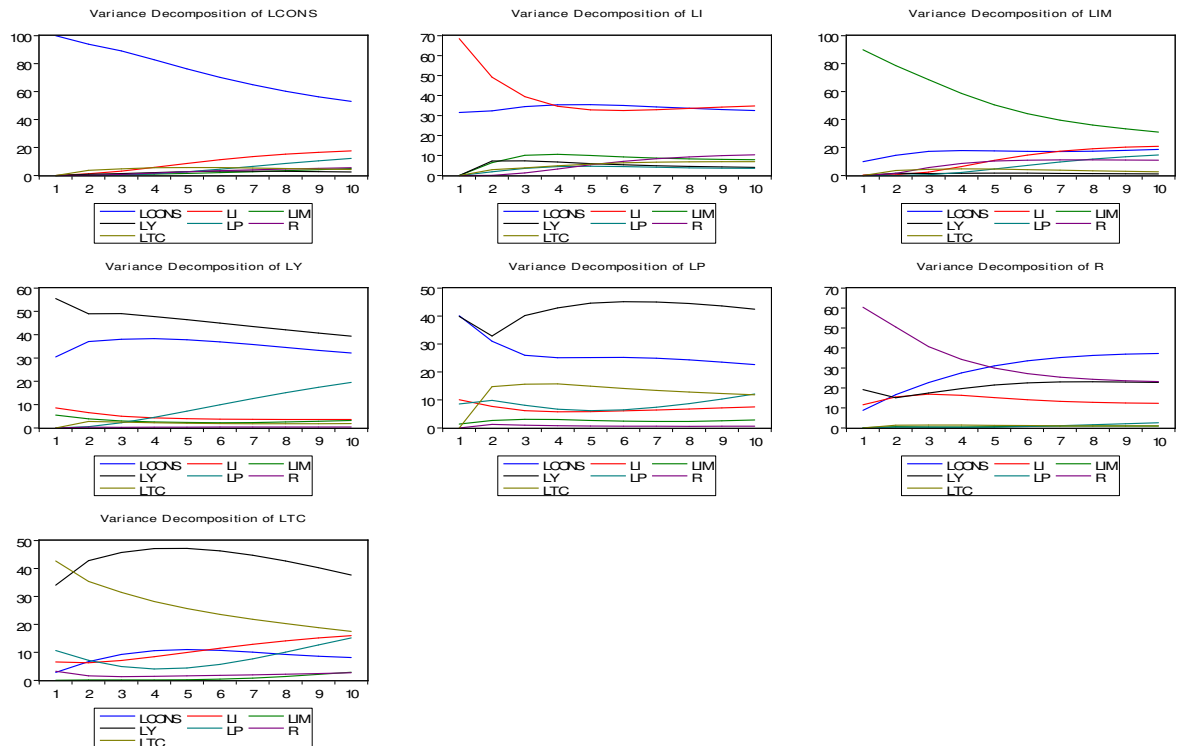 Variance Decomposition of LCONS
100
80
60
40
20
0
1 2 3 4 5 6 7 8 9 10
LCONS LI LIM
LY LP R
LTC
Variance Decomposition of LI
70
60
50
40
30
20
10
0
1 2 3 4 5 6 7 8 9 10
LCONS LI LIM
LY LP R
LTC
Variance Decomposition of LIM
100
80
60
40
20
0
1 2 3 4 5 6 7 8 9 10
LCONS LI LIM
LY LP R
LTC
Variance Decomposition of LY
60
50
40
30
20
10
0
1 2 3 4 5 6 7 8 9 10
LCONS LI LIM
LY LP R
LTC
Variance Decomposition of LP
50
40
30
20
10
0
1 2 3 4 5 6 7 8 9 10
LCONS LI LIM
LY LP R
LTC
Variance Decomposition of R
70
60
50
40
30
20
10
0
1 2 3 4 5 6 7 8 9 10
LCONS LI LIM
LY LP R
LTC
Variance Decomposition of LTC
50
40
30
20
10
0
1 2 3 4 5 6 7 8 9 10
LCONS LI LIM
LY LP R
LTC